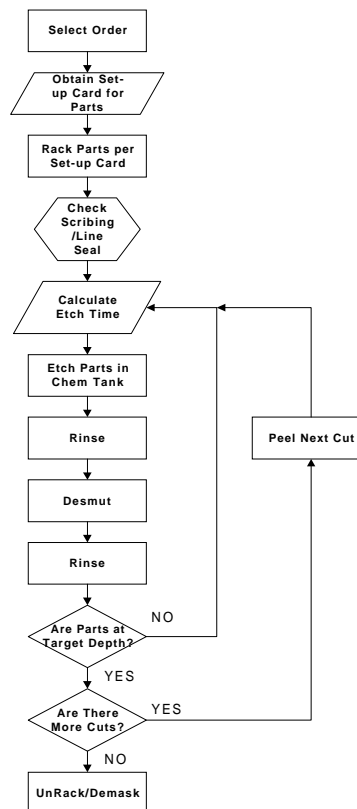 Select Order
Obtain Set-
up Card for
Parts
Rack Parts per
Set-up Card
Check
Scribing
/Line
Seal
Calculate
Etch Time
Etch Parts in
Chem Tank
Rinse
Peel Next Cut
Desmut
Rinse
Are Parts at
Target Depth?
NO
YES
Are There
More Cuts?
YES
NO
UnRack/Demask